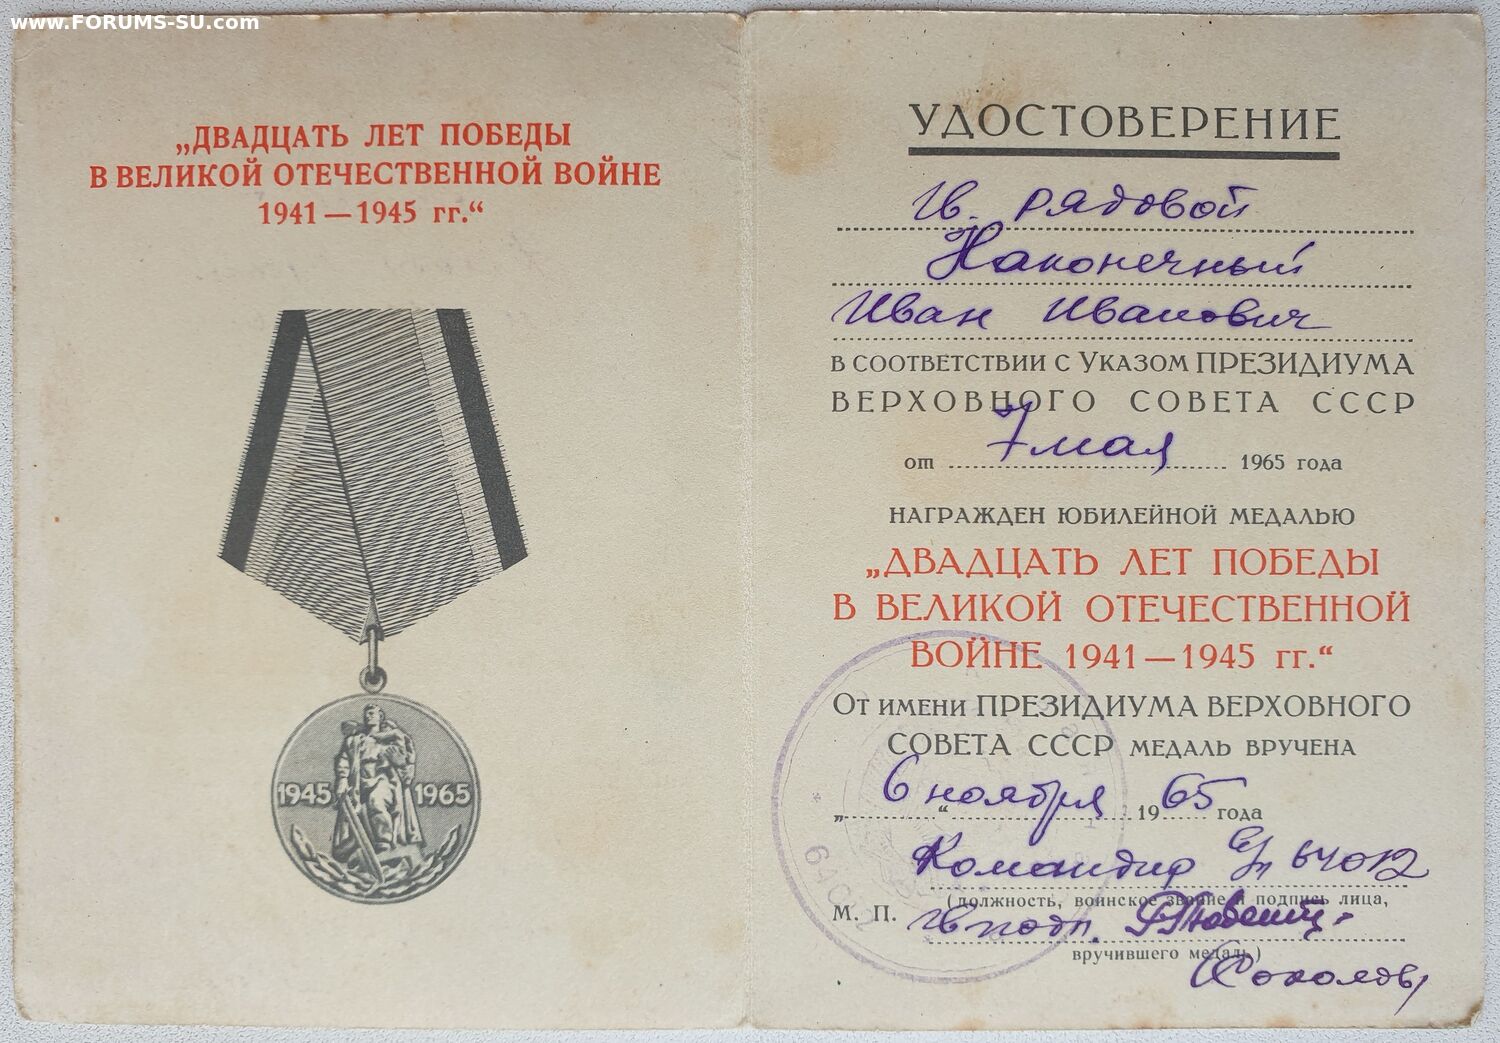 www.FORUMS-SU.com
„ДВАДЦАТЬ ЛЕТ ПОБЕДЫ
В ВЕЛИКОЙ ОТЕЧЕСТВЕННОЙ ВОЙНЕ
1941—1945 гг.“
1945 1965
УДОСТОВЕРЕНИЕ
Гв. рядовой
Наконечный
Иван Иванович
В СООТВЕТСТВИИ С УКАЗОМ ПРЕЗИДИУМА
ВЕРХОВНОГО СОВЕТА СССР
от 7 мая 1965 года
НАГРАЖДЕН ЮБИЛЕЙНОЙ МЕДАЛЬЮ
„ДВАДЦАТЬ ЛЕТ ПОБЕДЫ
В ВЕЛИКОЙ ОТЕЧЕСТВЕННОЙ
ВОЙНЕ 1941—1945 гг.“
ОТ ИМЕНИ ПРЕЗИДИУМА ВЕРХОВНОГО
СОВЕТА СССР МЕДАЛЬ ВРУЧЕНА
„6“ ноября 1965 года
Командир в/ч 64012
(должность, воинское звание и подпись лица,
М. П. Гв подп.
вручившего медаль)
(Соколов)